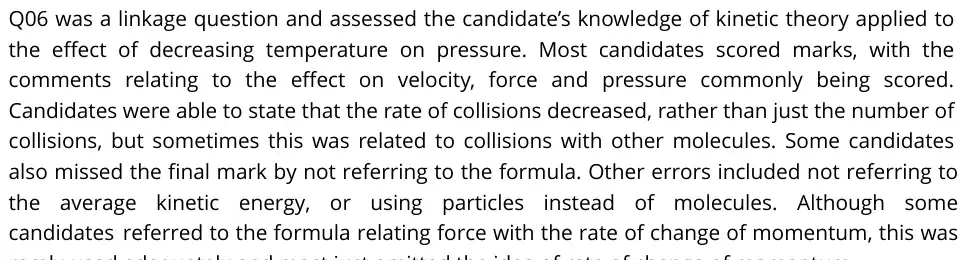 Q06 was a linkage question and assessed the candidate’s knowledge of kinetic theory applied to
the effect of decreasing temperature on pressure. Most candidates scored marks, with the
comments relating to the effect on velocity, force and pressure commonly being scored.
Candidates were able to state that the rate of collisions decreased, rather than just the number of
collisions, but sometimes this was related to collisions with other molecules. Some candidates
also missed the final mark by not referring to the formula. Other errors included not referring to
the average kinetic energy, or using particles instead of molecules. Although some
candidates referred to the formula relating force with the rate of change of momentum, this was